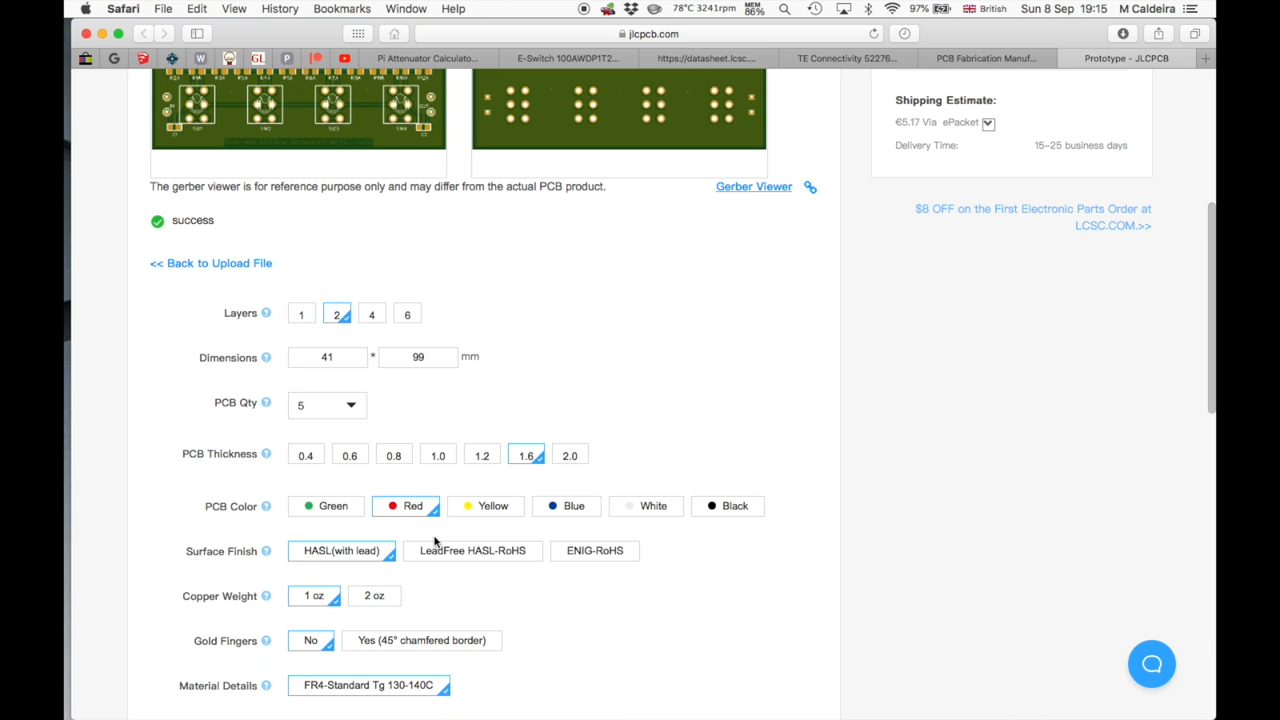 Safari File Edit View History Bookmarks Window Help 78°C 3241rpm MEM 86% 97% British Sun 8 Sep 19:15 M Caldeira
jlcpcb.com
W GL P Pi Attenuator Calculato... E-Switch 100AWDP1T2... https://datasheet.lcsc.... TE Connectivity 52276... PCB Fabrication Manuf... Prototype - JLCPCB
Shipping Estimate:
€5.17 Via ePacket
Delivery Time: 15-25 business days
The gerber viewer is for reference purpose only and may differ from the actual PCB product. Gerber Viewer
$8 OFF on the First Electronic Parts Order at
LCSC.COM.>>
success
<< Back to Upload File
Layers ? 1 2 4 6
Dimensions ? 41 * 99 mm
PCB Qty ? 5
PCB Thickness ? 0.4 0.6 0.8 1.0 1.2 1.6 2.0
PCB Color ? Green Red Yellow Blue White Black
Surface Finish ? HASL(with lead) LeadFree HASL-RoHS ENIG-RoHS
Copper Weight ? 1 oz 2 oz
Gold Fingers ? No Yes (45° chamfered border)
Material Details ? FR4-Standard Tg 130-140C